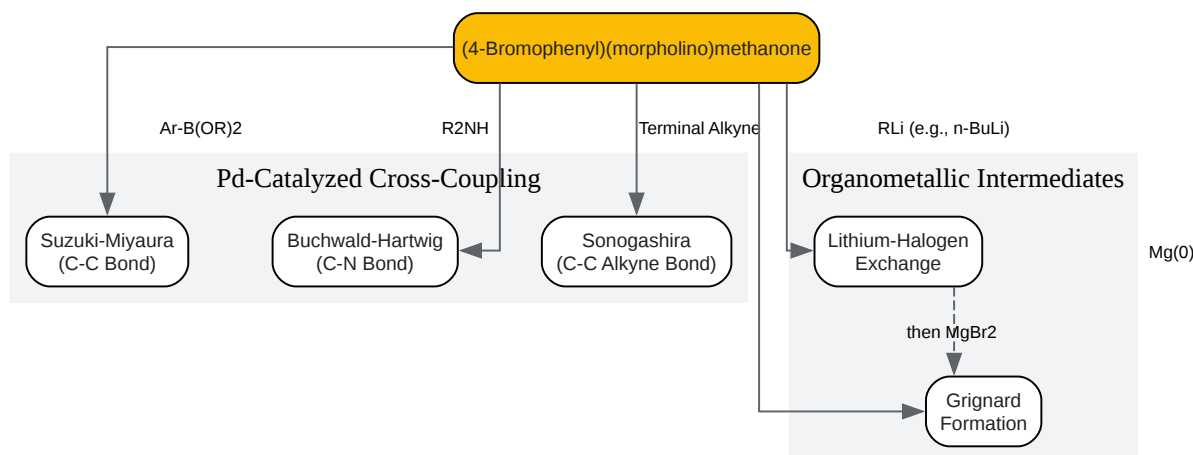 (4-Bromophenyl)(morpholino)methanone
Ar-B(OR)2
R2NH
Terminal Alkyne
RLi (e.g., n-BuLi)
Pd-Catalyzed Cross-Coupling
Organometallic Intermediates
Suzuki-Miyaura
(C-C Bond)
Buchwald-Hartwig
(C-N Bond)
Sonogashira
(C-C Alkyne Bond)
Lithium-Halogen
Exchange
Mg(0)
then MgBr2
Grignard
Formation